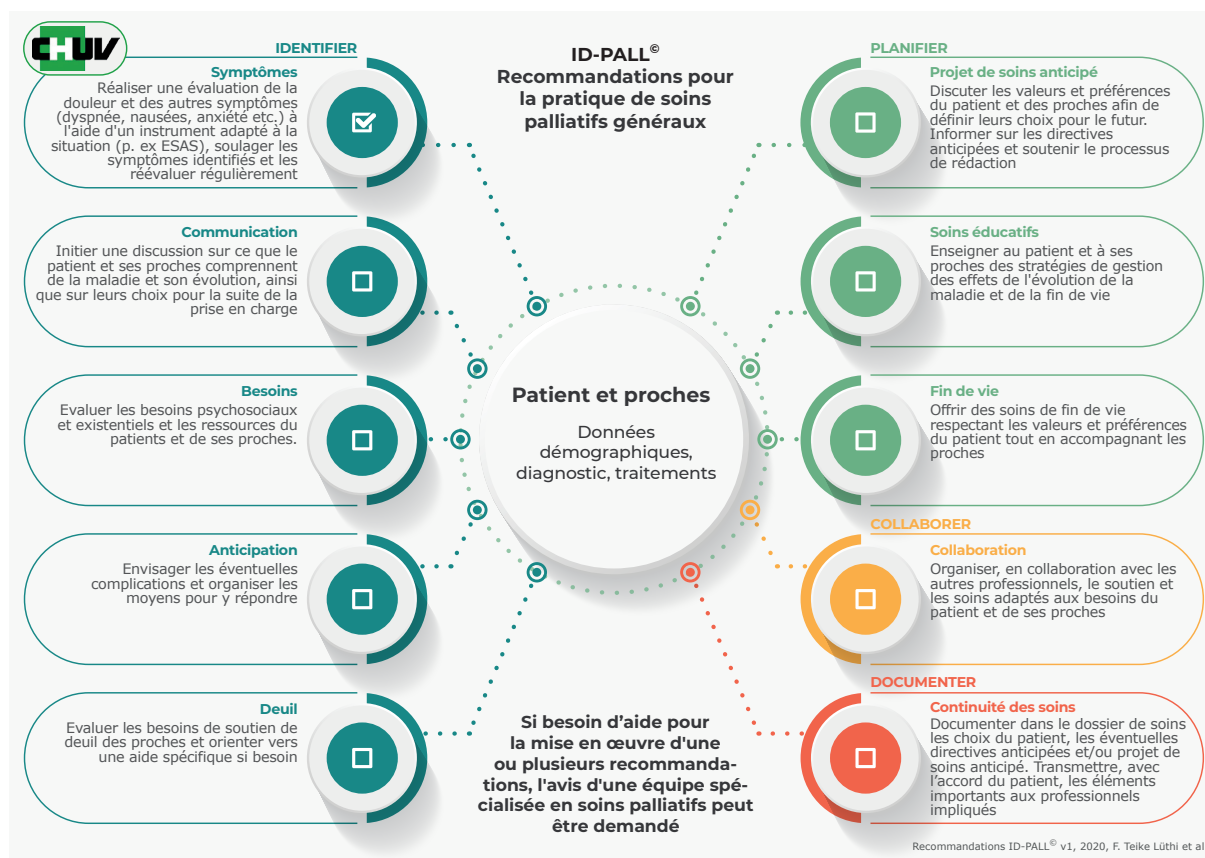 CHUV
ID-PALL©
Recommandations pour
la pratique de soins
palliatifs généraux
IDENTIFIER
Symptômes
Réaliser une évaluation de la
douleur et des autres symptômes
(dyspnée, nausées, anxiété etc.) à
l'aide d'un instrument adapté à la
situation (p. ex ESAS), soulager les
symptômes identifiés et les
réévaluer régulièrement
Communication
Initier une discussion sur ce que le
patient et ses proches comprennent
de la maladie et son évolution, ainsi
que sur leurs choix pour la suite de la
prise en charge
Besoins
Evaluer les besoins psychosociaux
et existentiels et les ressources du
patients et de ses proches.
Anticipation
Envisager les éventuelles
complications et organiser les
moyens pour y répondre
Deuil
Evaluer les besoins de soutien de
deuil des proches et orienter vers
une aide spécifique si besoin
Patient et proches
Données
démographiques,
diagnostic, traitements
Si besoin d’aide pour
la mise en œuvre d'une
ou plusieurs recommanda-
tions, l'avis d'une équipe spé-
cialisée en soins palliatifs peut
être demandé
PLANIFIER
Projet de soins anticipé
Discuter les valeurs et préférences
du patient et des proches afin de
définir leurs choix pour le futur.
Informer sur les directives
anticipées et soutenir le processus
de rédaction
Soins éducatifs
Enseigner au patient et à ses
proches des stratégies de gestion
des effets de l'évolution de la
maladie et de la fin de vie
Fin de vie
Offrir des soins de fin de vie
respectant les valeurs et préférences
du patient tout en accompagnant les
proches
COLLABORER
Collaboration
Organiser, en collaboration avec les
autres professionnels, le soutien et
les soins adaptés aux besoins du
patient et de ses proches
DOCUMENTER
Continuité des soins
Documenter dans le dossier de soins
les choix du patient, les éventuelles
directives anticipées et/ou projet de
soins anticipé. Transmettre, avec
l’accord du patient, les éléments
importants aux professionnels
impliqués
Recommandations ID-PALL© v1, 2020, F. Teike Lüthi et al